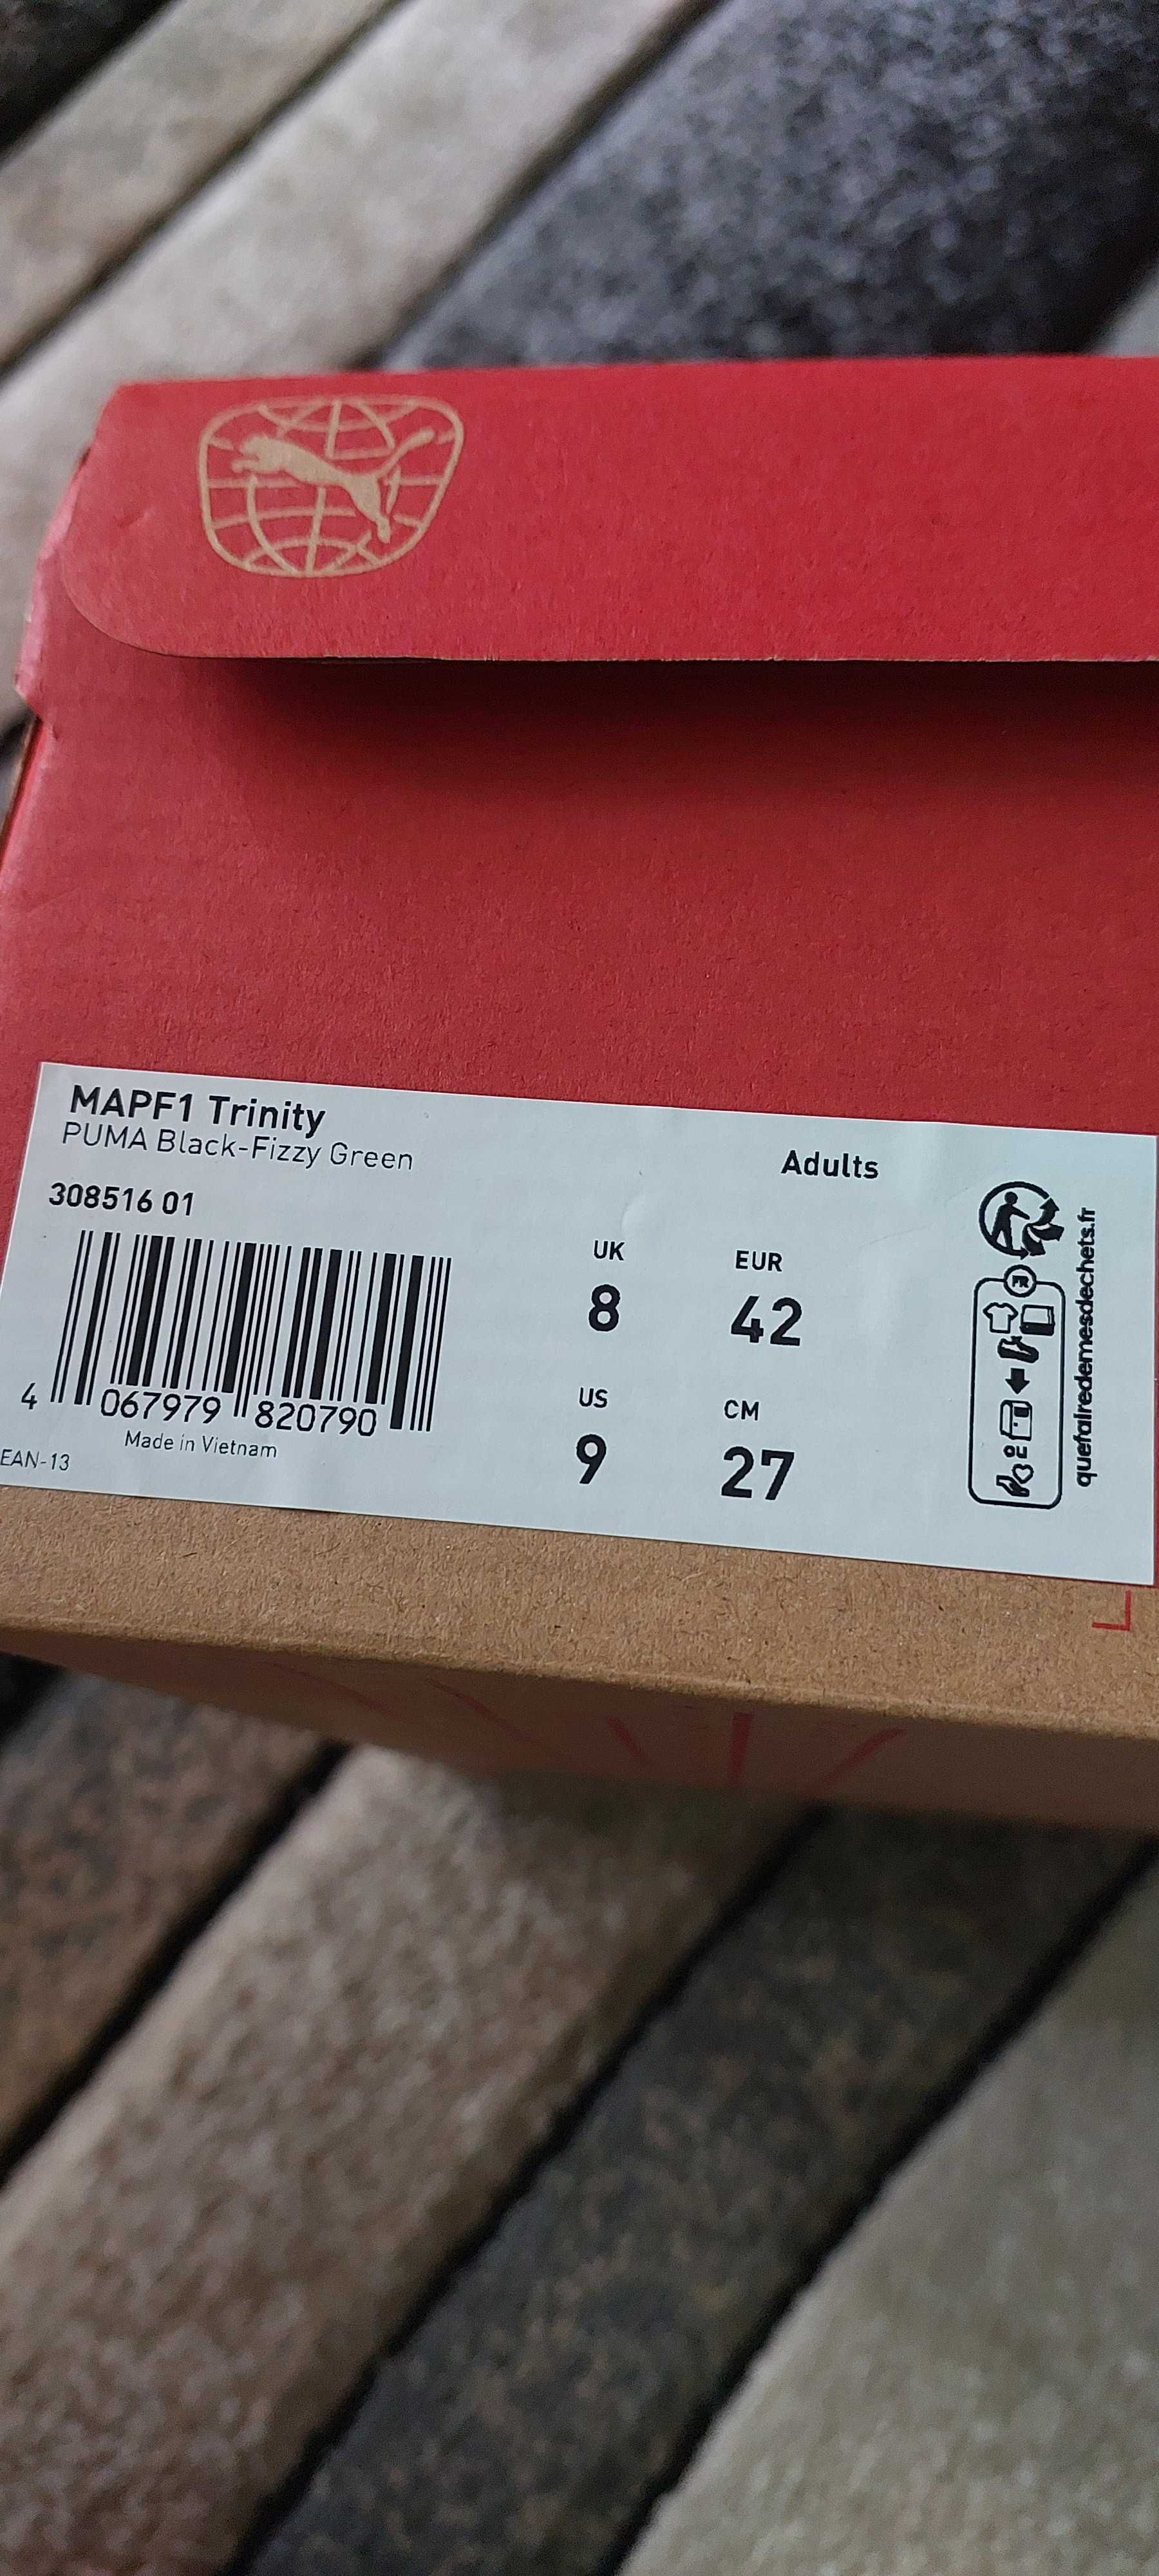 MAPF1 Trinity
PUMA Black-Fizzy Green
308516 01
4 067979 820790
Made in Vietnam
EAN-13
Adults
UK
8
EUR
42
US
9
CM
27
FR
OU
quefairedemesdechets.fr